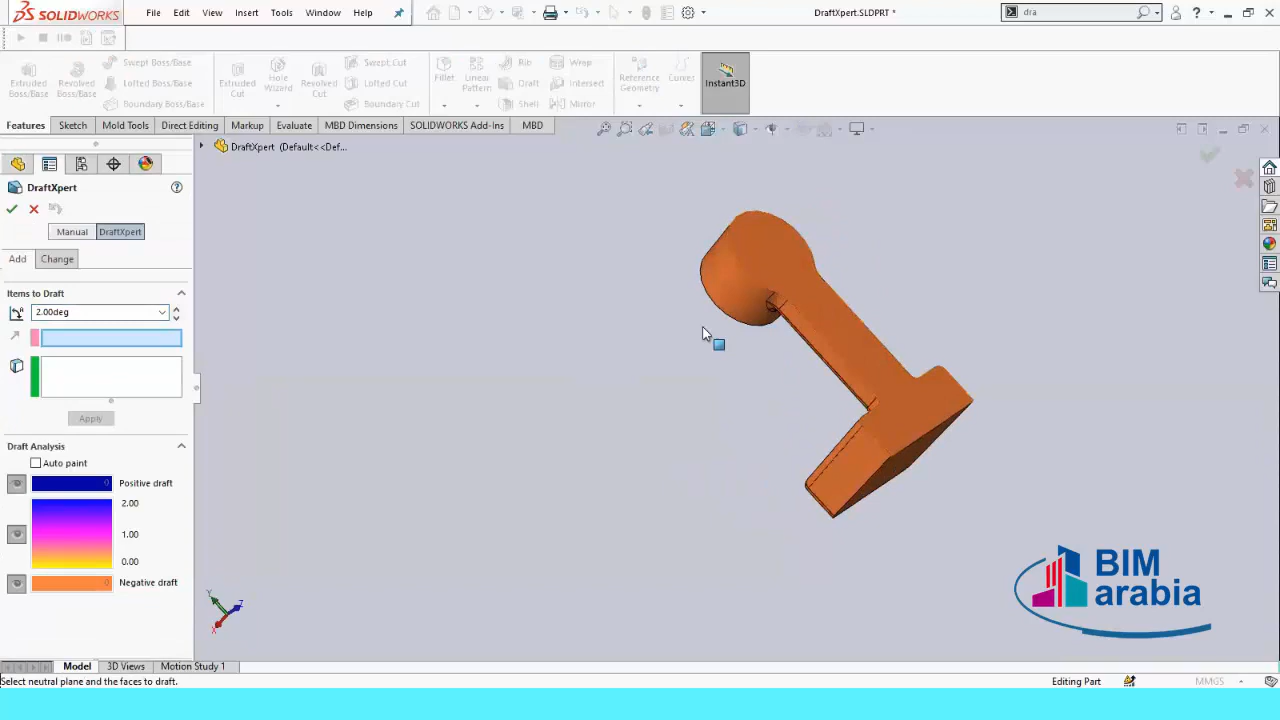 SOLIDWORKS File Edit View Insert Tools Window Help DraftXpert.SLDPRT * dra
Extruded Boss/Base
Revolved Boss/Base
Swept Boss/Base
Lofted Boss/Base
Boundary Boss/Base
Extruded Cut
Hole Wizard
Revolved Cut
Swept Cut
Lofted Cut
Boundary Cut
Fillet
Linear Pattern
Rib
Draft
Shell
Wrap
Intersect
Mirror
Reference Geometry
Curves
Instant3D
Features Sketch Mold Tools Direct Editing Markup Evaluate MBD Dimensions SOLIDWORKS Add-Ins MBD
DraftXpert (Default<<Def...
DraftXpert
Manual DraftXpert
Add Change
Items to Draft
2.00deg
Apply
Draft Analysis
Auto paint
0 Positive draft
2.00
1.00
0.00
0 Negative draft
Y
Z
X
BIM
arabia
Model 3D Views Motion Study 1
Select neutral plane and the faces to draft. Editing Part MMGS